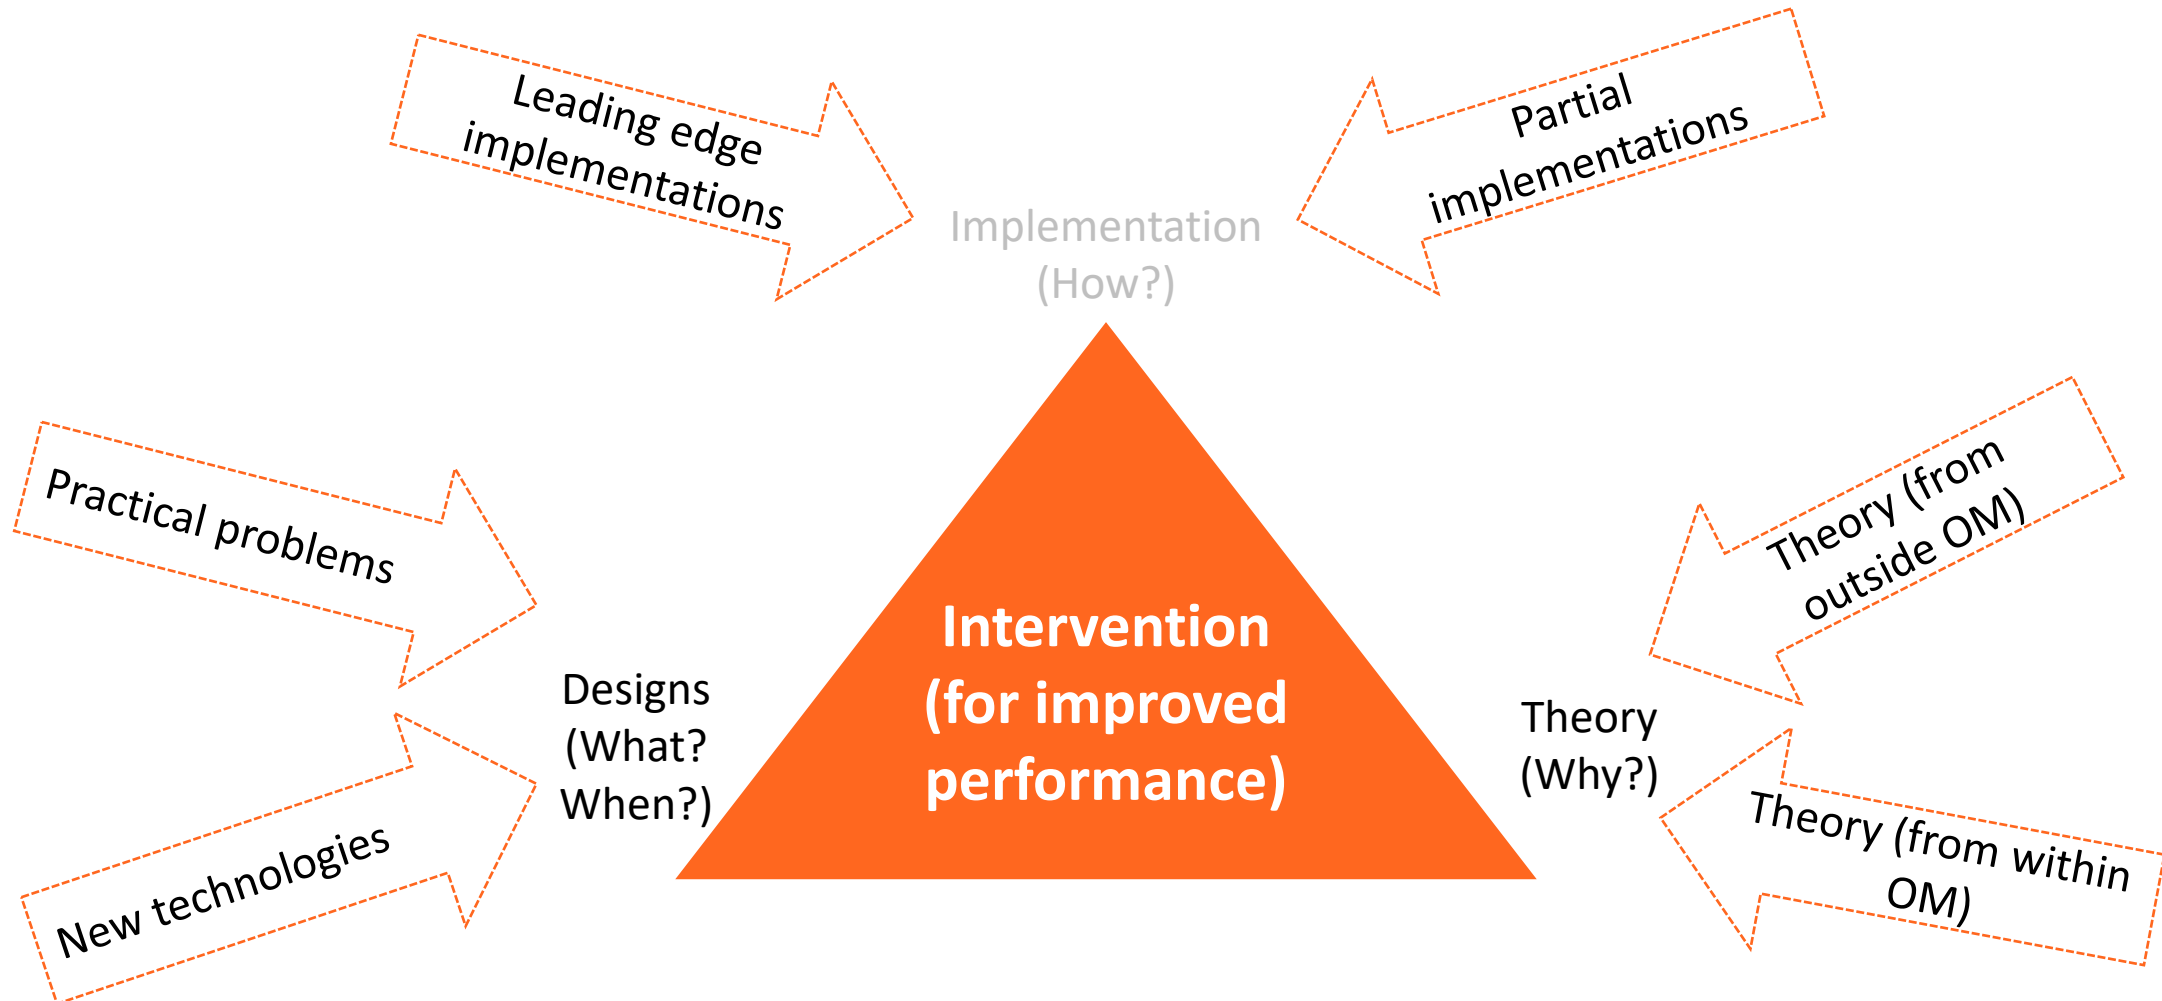 Leading edge
implementations
Partial
implementations
Implementation
(How?)
Practical problems
Theory (from
outside OM)
Intervention
(for improved
performance)
Designs
(What?
When?)
Theory
(Why?)
New technologies
Theory (from within
OM)